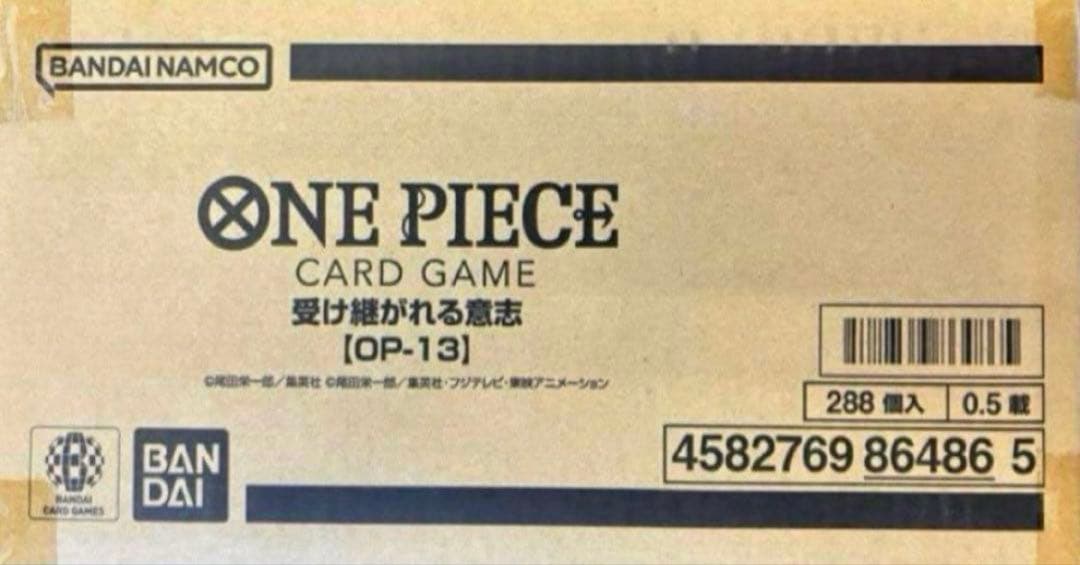 BANDAI NAMCO
ONE PIECE
CARD GAME
受け継がれる意志
【OP-13】
©尾田栄一郎／集英社 ©尾田栄一郎／集英社・フジテレビ・東映アニメーション
288 個入 0.5 載
4582769 86486 5
BANDAI
CARD GAMES
BAN
DAI